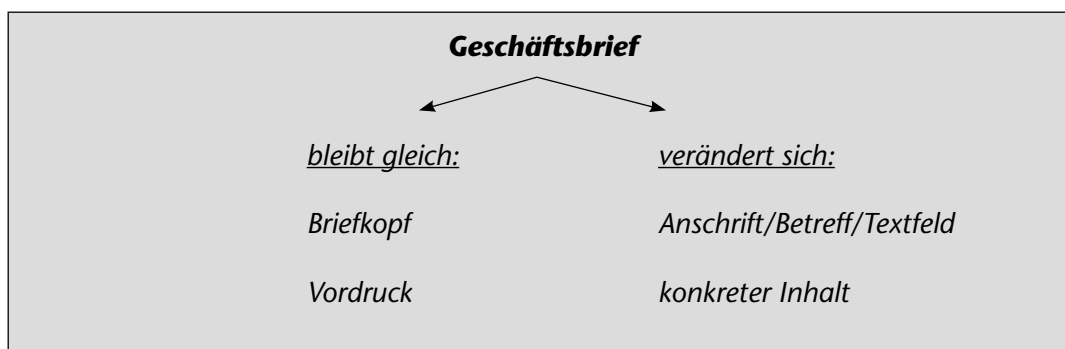 Geschäftsbrief
bleibt gleich: verändert sich:
Briefkopf Anschrift/Betreff/Textfeld
Vordruck konkreter Inhalt